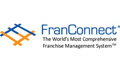 FranConnect®
The World's Most Comprehensive
Franchise Management System™